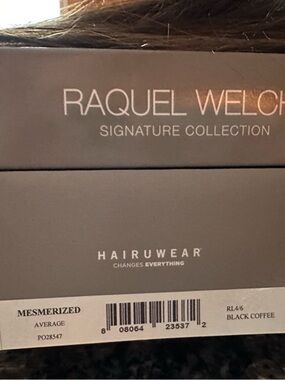 RAQUEL WELCH
SIGNATURE COLLECTION
HAIRUWEAR
CHANGES EVERYTHING
MESMERIZED
AVERAGE
PO28547
8 08064 23537 2
RL4/6
BLACK COFFEE